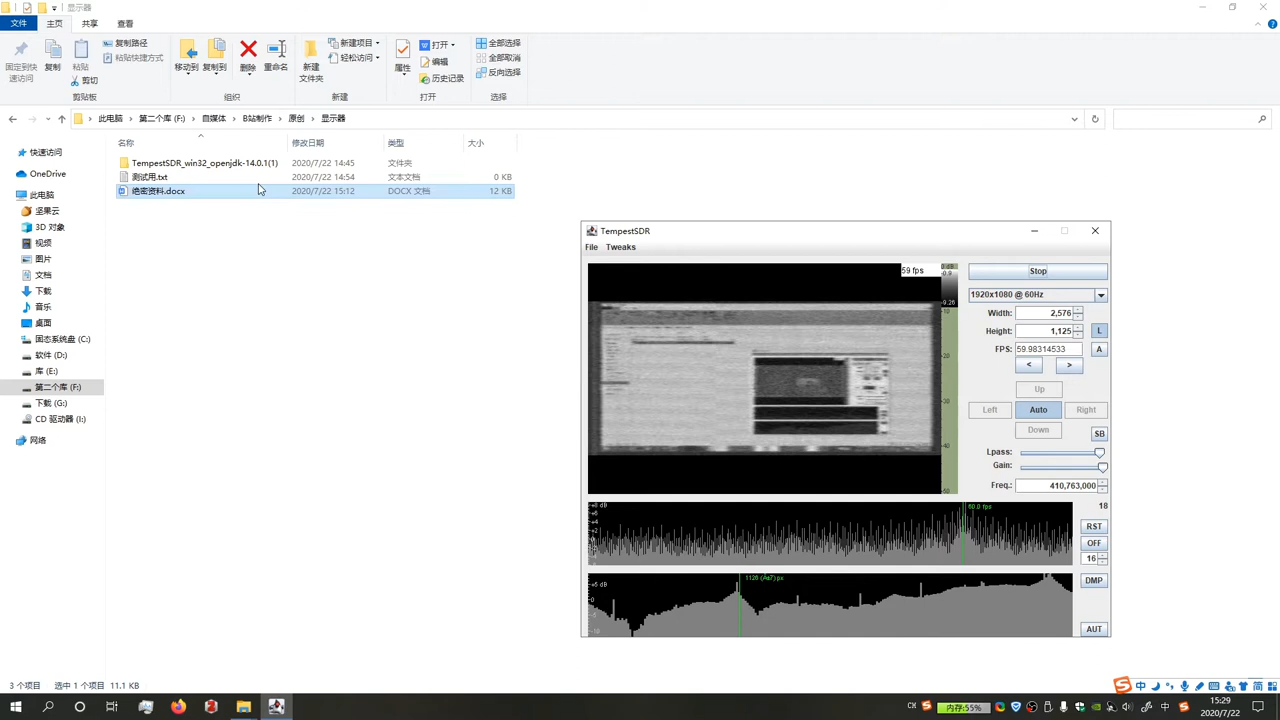 显示器
文件 主页 共享 查看
固定到快速访问
复制
粘贴
复制路径
粘贴快捷方式
剪切
剪贴板
移动到
复制到
删除
重命名
组织
新建文件夹
新建项目
轻松访问
新建
属性
打开
编辑
历史记录
打开
全部选择
全部取消
反向选择
选择
此电脑 第二个库 (F:) 自媒体 B站制作 原创 显示器
名称 修改日期 类型 大小
TempestSDR_win32_openjdk-14.0.1(1) 2020/7/22 14:45 文件夹
测试用.txt 2020/7/22 14:54 文本文档 0 KB
绝密资料.docx 2020/7/22 15:12 DOCX 文档 12 KB
快速访问
OneDrive
此电脑
坚果云
3D 对象
视频
图片
文档
下载
音乐
桌面
固态系统盘 (C:)
软件 (D:)
库 (E:)
第二个库 (F:)
下载 (G:)
CD 驱动器 (I:)
网络
TempestSDR
File Tweaks
59 fps
Stop
1920x1080 @ 60Hz
Width: 2,576
Height: 1,125 L
FPS: 59.98314533 A
< >
Up
Left Auto Right
Down
SB
Lpass:
Gain:
Freq.: 410,763,000
60.0 fps
18
RST
OFF
16
DMP
AUT
3 个项目 选中 1 个项目 11.1 KB
中 简
CH
内存:55%
中
15:29
2020/7/22